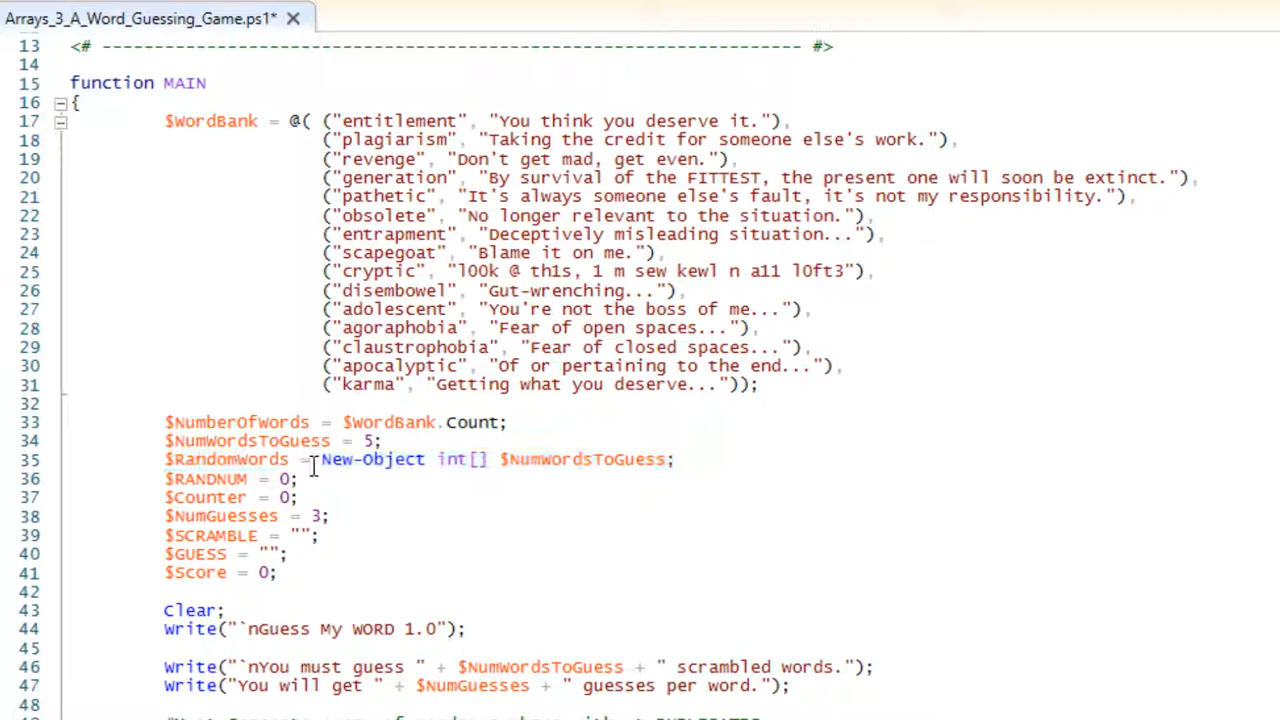 Arrays_3_A_Word_Guessing_Game.ps1*
13 <# ------------------------------------------------------------------- #>
14
15 function MAIN
16 {
17 $WordBank = @( ("entitlement", "You think you deserve it."),
18 ("plagiarism", "Taking the credit for someone else's work."),
19 ("revenge", "Don't get mad, get even."),
20 ("generation", "By survival of the FITTEST, the present one will soon be extinct."),
21 ("pathetic", "It's always someone else's fault, it's not my responsibility."),
22 ("obsolete", "No longer relevant to the situation."),
23 ("entrapment", "Deceptively misleading situation..."),
24 ("scapegoat", "Blame it on me."),
25 ("cryptic", "l00k @ th1s, 1 m sew kewl n a11 l0ft3"),
26 ("disembowel", "Gut-wrenching..."),
27 ("adolescent", "You're not the boss of me..."),
28 ("agoraphobia", "Fear of open spaces..."),
29 ("claustrophobia", "Fear of closed spaces..."),
30 ("apocalyptic", "Of or pertaining to the end..."),
31 ("karma", "Getting what you deserve..."));
32
33 $NumberOfWords = $WordBank.Count;
34 $NumWordsToGuess = 5;
35 $RandomWords = New-Object int[] $NumWordsToGuess;
36 $RANDNUM = 0;
37 $Counter = 0;
38 $NumGuesses = 3;
39 $SCRAMBLE = "";
40 $GUESS = "";
41 $Score = 0;
42
43 Clear;
44 Write("`nGuess My WORD 1.0");
45
46 Write("`nYou must guess " + $NumWordsToGuess + " scrambled words.");
47 Write("You will get " + $NumGuesses + " guesses per word.");
48